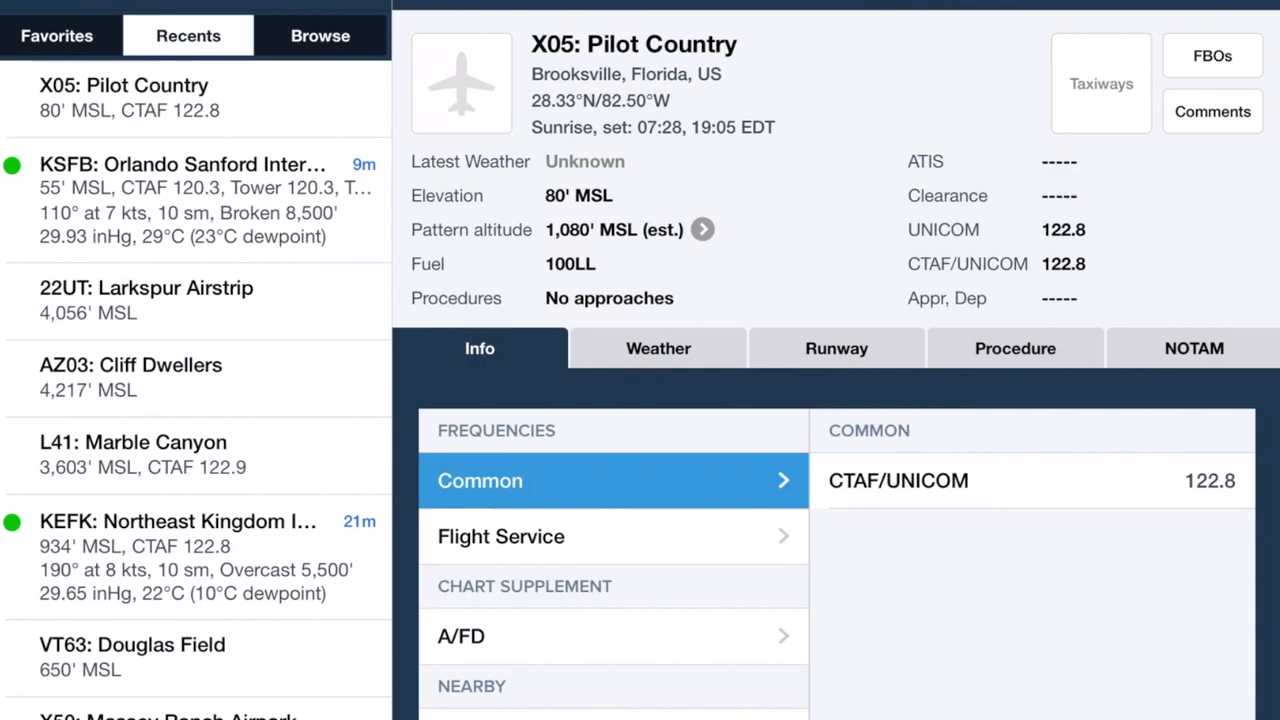 Favorites
Recents
Browse
X05: Pilot Country
80' MSL, CTAF 122.8
KSFB: Orlando Sanford Inter... 9m
55' MSL, CTAF 120.3, Tower 120.3, T...
110° at 7 kts, 10 sm, Broken 8,500'
29.93 inHg, 29°C (23°C dewpoint)
22UT: Larkspur Airstrip
4,056' MSL
AZ03: Cliff Dwellers
4,217' MSL
L41: Marble Canyon
3,603' MSL, CTAF 122.9
KEFK: Northeast Kingdom I... 21m
934' MSL, CTAF 122.8
190° at 8 kts, 10 sm, Overcast 5,500'
29.65 inHg, 22°C (10°C dewpoint)
VT63: Douglas Field
650' MSL
X50: Massey Ranch Airpark
X05: Pilot Country
Brooksville, Florida, US
28.33°N/82.50°W
Sunrise, set: 07:28, 19:05 EDT
Taxiways
FBOs
Comments
Latest Weather Unknown
Elevation 80' MSL
Pattern altitude 1,080' MSL (est.)
Fuel 100LL
Procedures No approaches
ATIS -----
Clearance -----
UNICOM 122.8
CTAF/UNICOM 122.8
Appr, Dep -----
Info
Weather
Runway
Procedure
NOTAM
FREQUENCIES
Common
Flight Service
CHART SUPPLEMENT
A/FD
NEARBY
COMMON
CTAF/UNICOM 122.8